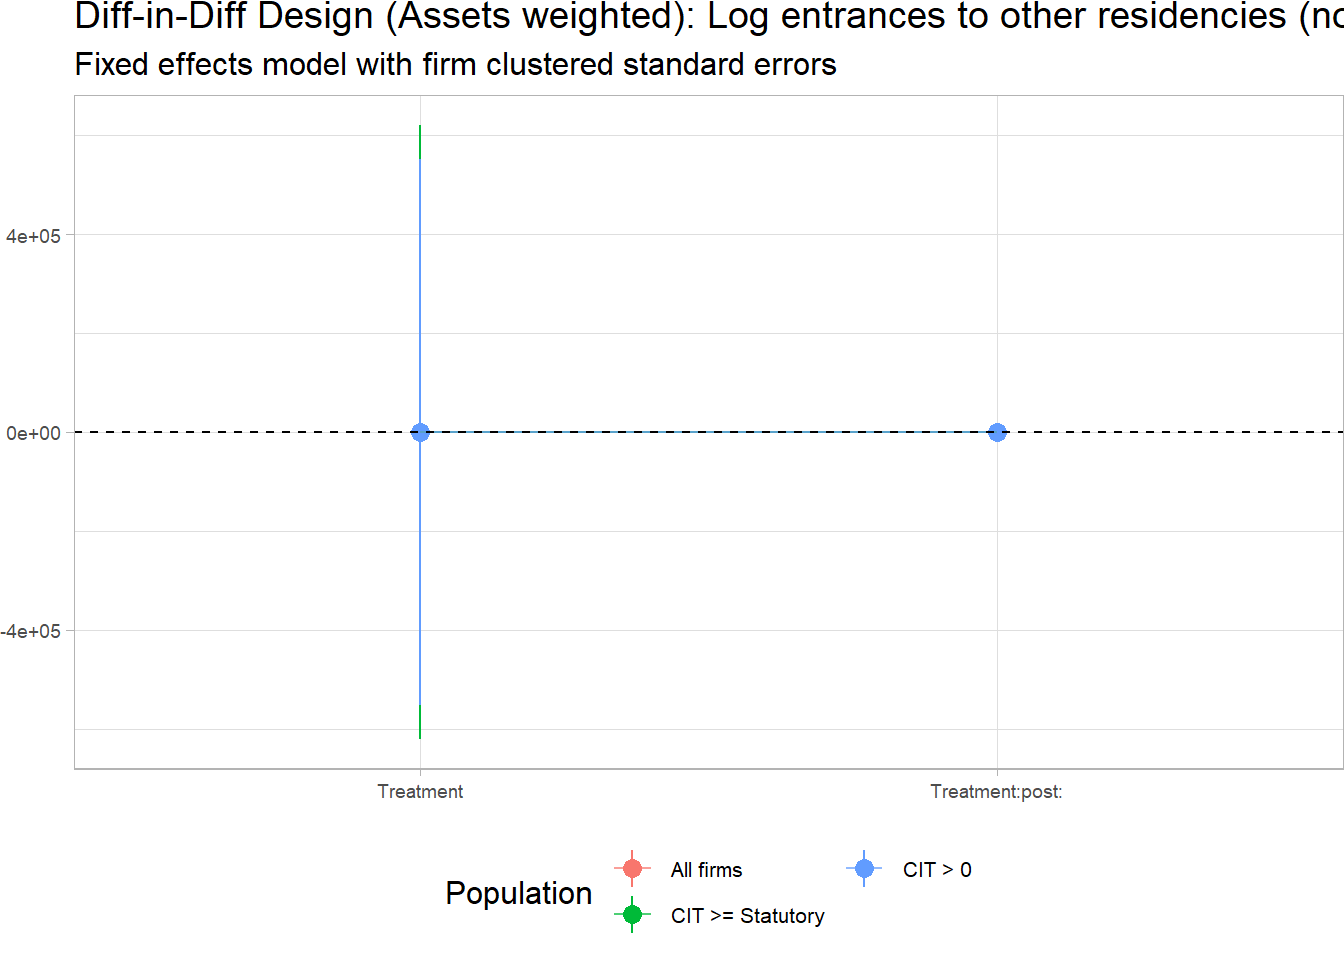 Diff-in-Diff Design (Assets weighted): Log entrances to other residencies (no
Fixed effects model with firm clustered standard errors
4e+05
0e+00
-4e+05
Treatment
Treatment:post:
Population
All firms
CIT > 0
CIT >= Statutory